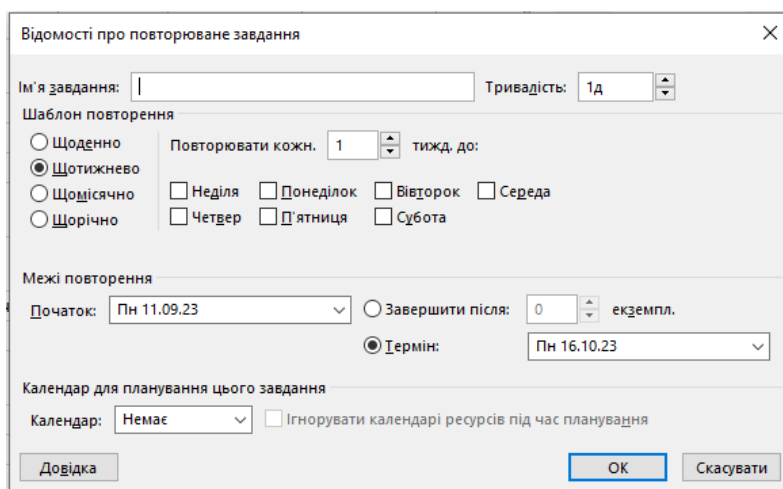 Відомості про повторюване завдання
Ім'я завдання: Тривалість: 1д
Шаблон повторення
Щоденно Повторювати кожн. 1 тижд. до:
Щотижнево
Щомісячно Неділя Понеділок Вівторок Середа
Щорічно Четвер П'ятниця Субота
Межі повторення
Початок: Пн 11.09.23 Завершити після: 0 екземпл.
Термін: Пн 16.10.23
Календар для планування цього завдання
Календар: Немає Ігнорувати календарі ресурсів під час планування
Довідка ОК Скасувати